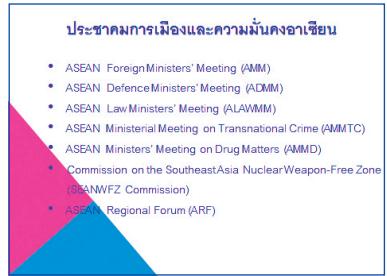 ประชาคมการเมืองและความมั่นคงอาเซียน
• ASEAN Foreign Ministers' Meeting (AMM)
• ASEAN Defence Ministers' Meeting (ADMM)
• ASEAN Law Ministers' Meeting (ALAWMM)
• ASEAN Ministerial Meeting on Transnational Crime (AMMTC)
• ASEAN Ministers' Meeting on Drug Matters (AMMD)
• Commission on the Southeast Asia Nuclear Weapon-Free Zone
(SEANWFZ Commission)
• ASEAN Regional Forum (ARF)